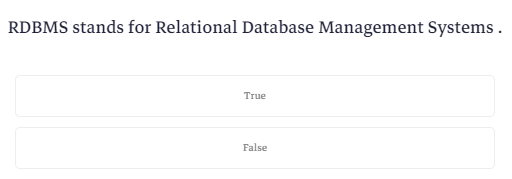 RDBMS stands for Relational Database Management Systems .
True
False